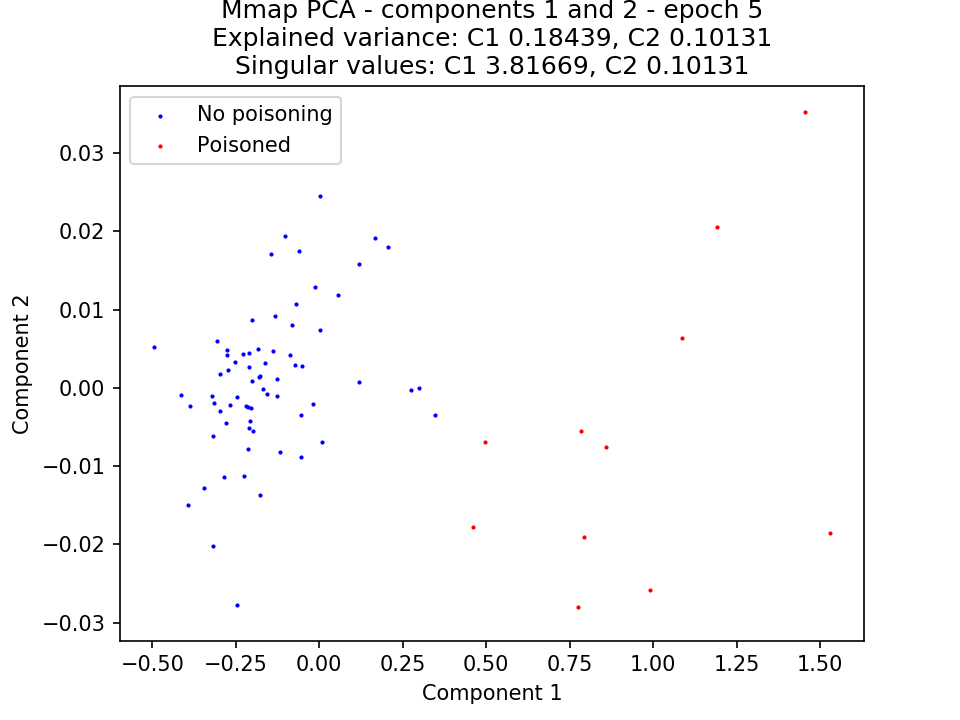 Mmap PCA - components 1 and 2 - epoch 5
Explained variance: C1 0.18439, C2 0.10131
Singular values: C1 3.81669, C2 0.10131
No poisoning
Poisoned
0.03
0.02
0.01
0.00
−0.01
−0.02
−0.03
Component 2
−0.50
−0.25
0.00
0.25
0.50
0.75
1.00
1.25
1.50
Component 1